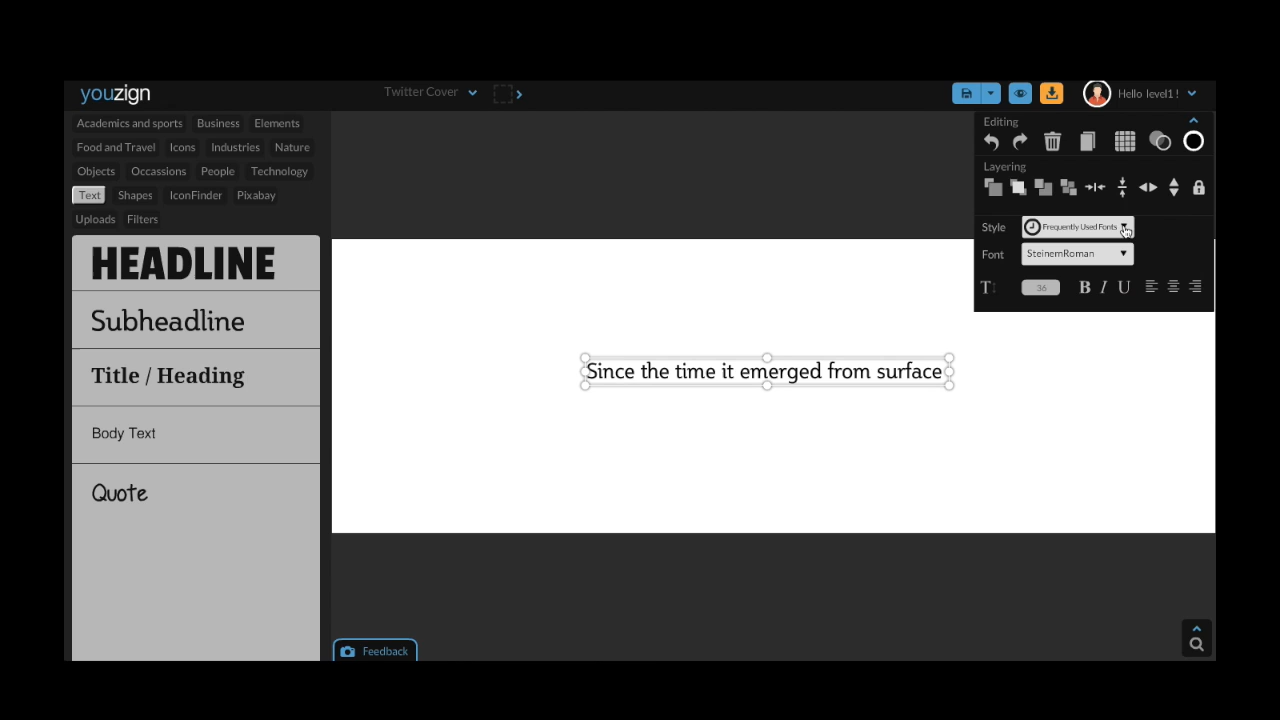 youzign
Twitter Cover
Hello level1 !
Academics and sports Business Elements
Food and Travel Icons Industries Nature
Objects Occassions People Technology
Text Shapes IconFinder Pixabay
Uploads Filters
HEADLINE
Subheadline
Title / Heading
Body Text
Quote
Since the time it emerged from surface
Editing
Layering
Style Frequently Used Fonts
Font SteinemRoman
T 36 B I U
Feedback